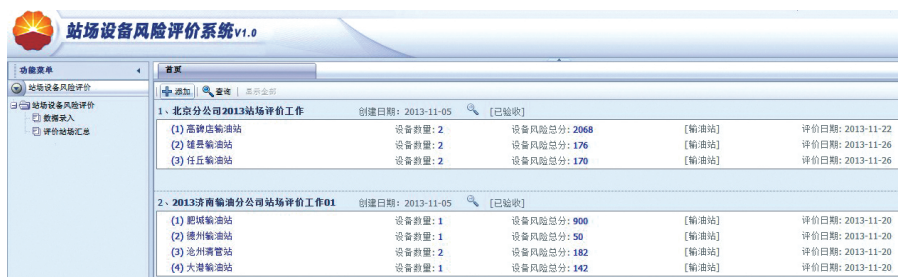 站场设备风险评价系统V1.0
功能菜单
首页
站场设备风险评价
添加 查询 显示全部
站场设备风险评价
数据录入
评价站场汇总
1、北京分公司2013站场评价工作 创建日期: 2013-11-05 [已验收]
(1) 高碑店输油站 设备数量: 2 设备风险总分: 2068 [输油站] 评价日期: 2013-11-22
(2) 雄县输油站 设备数量: 2 设备风险总分: 176 [输油站] 评价日期: 2013-11-26
(3) 任丘输油站 设备数量: 2 设备风险总分: 170 [输油站] 评价日期: 2013-11-26
2、2013济南输油分公司站场评价工作01 创建日期: 2013-11-05 [已验收]
(1) 肥城输油站 设备数量: 1 设备风险总分: 900 [输油站] 评价日期: 2013-11-20
(2) 德州输油站 设备数量: 1 设备风险总分: 50 [输油站] 评价日期: 2013-11-20
(3) 沧州清管站 设备数量: 2 设备风险总分: 182 [输油站] 评价日期: 2013-11-20
(4) 大港输油站 设备数量: 1 设备风险总分: 142 [输油站] 评价日期: 2013-11-20